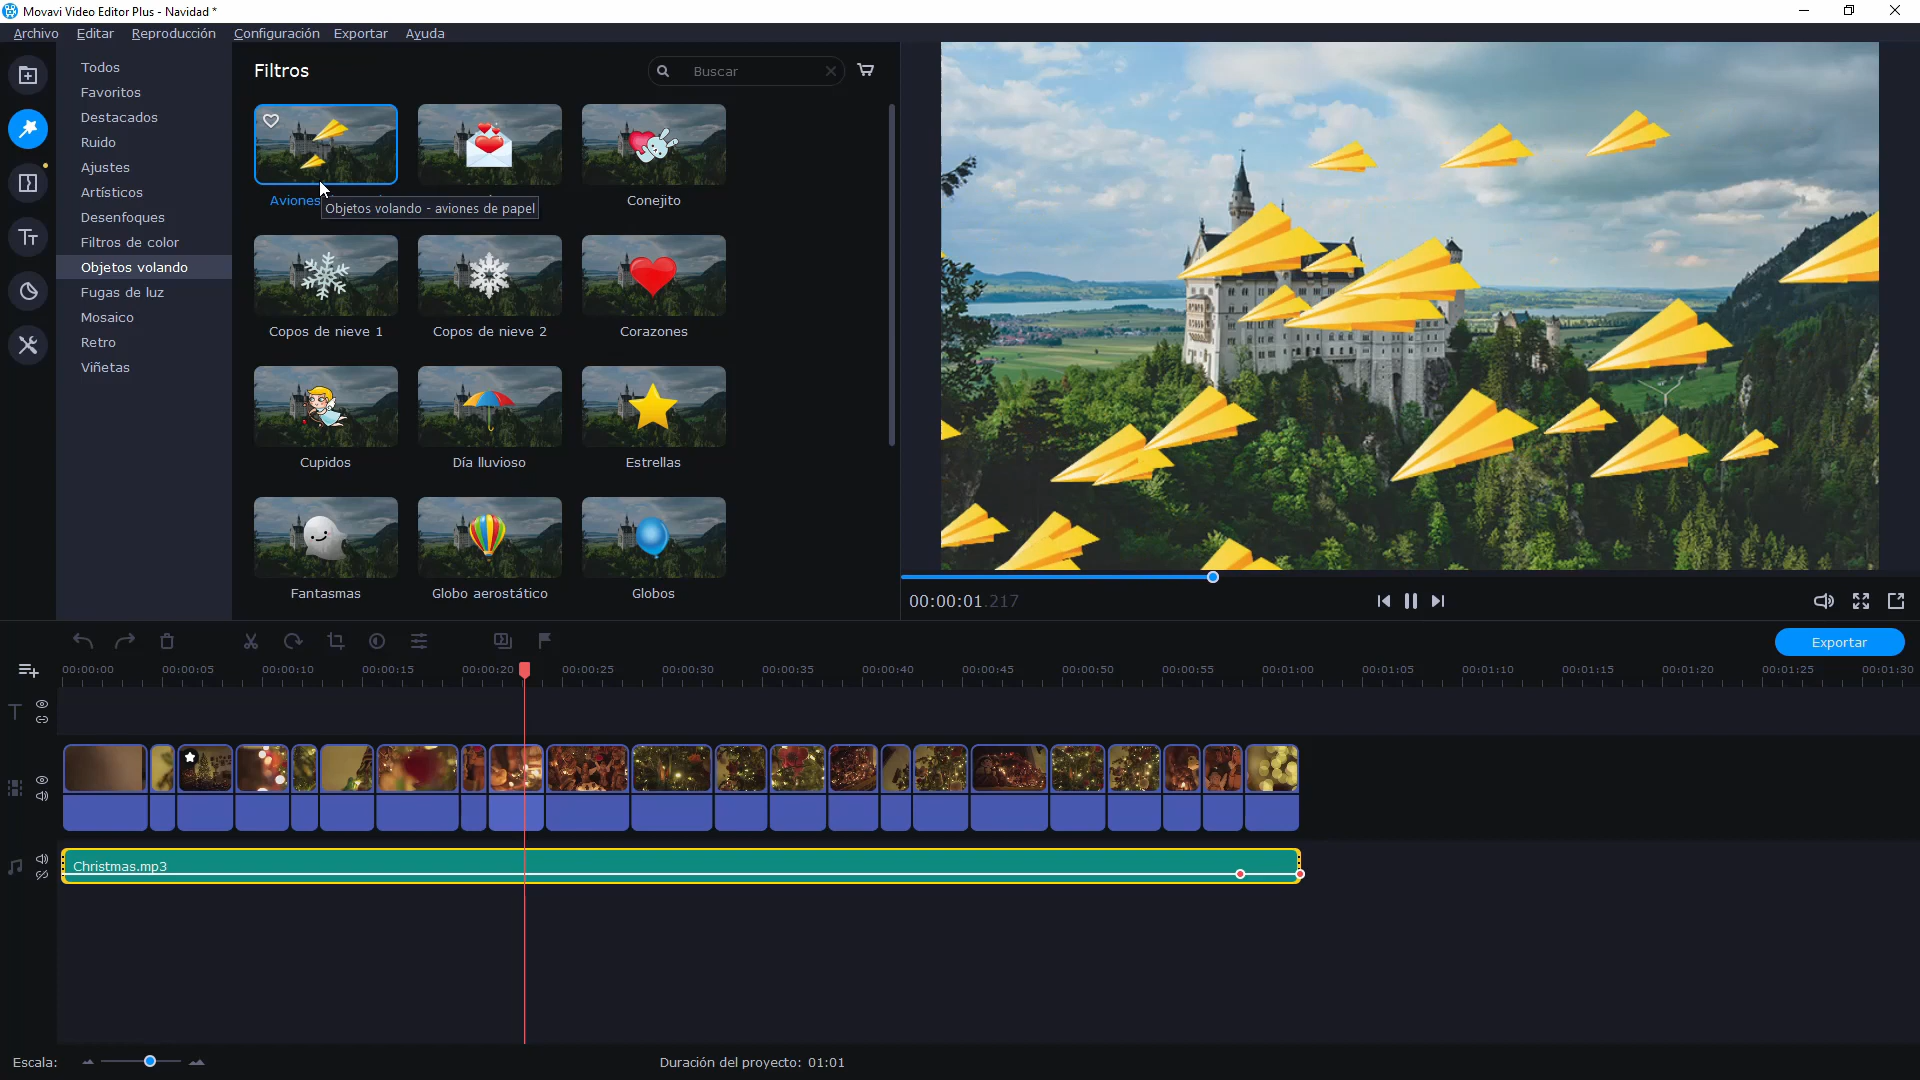 Movavi Video Editor Plus - Navidad *
Archivo Editar Reproducción Configuración Exportar Ayuda
Todos
Favoritos
Destacados
Ruido
Ajustes
Artísticos
Desenfoques
Filtros de color
Objetos volando
Fugas de luz
Mosaico
Retro
Viñetas
Filtros
Buscar
Aviones
Objetos volando - aviones de papel
Conejito
Copos de nieve 1
Copos de nieve 2
Corazones
Cupidos
Día lluvioso
Estrellas
Fantasmas
Globo aerostático
Globos
00:00:01.217
Exportar
00:00:00 00:00:05 00:00:10 00:00:15 00:00:20 00:00:25 00:00:30 00:00:35 00:00:40 00:00:45 00:00:50 00:00:55 00:01:00 00:01:05 00:01:10 00:01:15 00:01:20 00:01:25 00:01:30
Christmas.mp3
Escala:
Duración del proyecto: 01:01